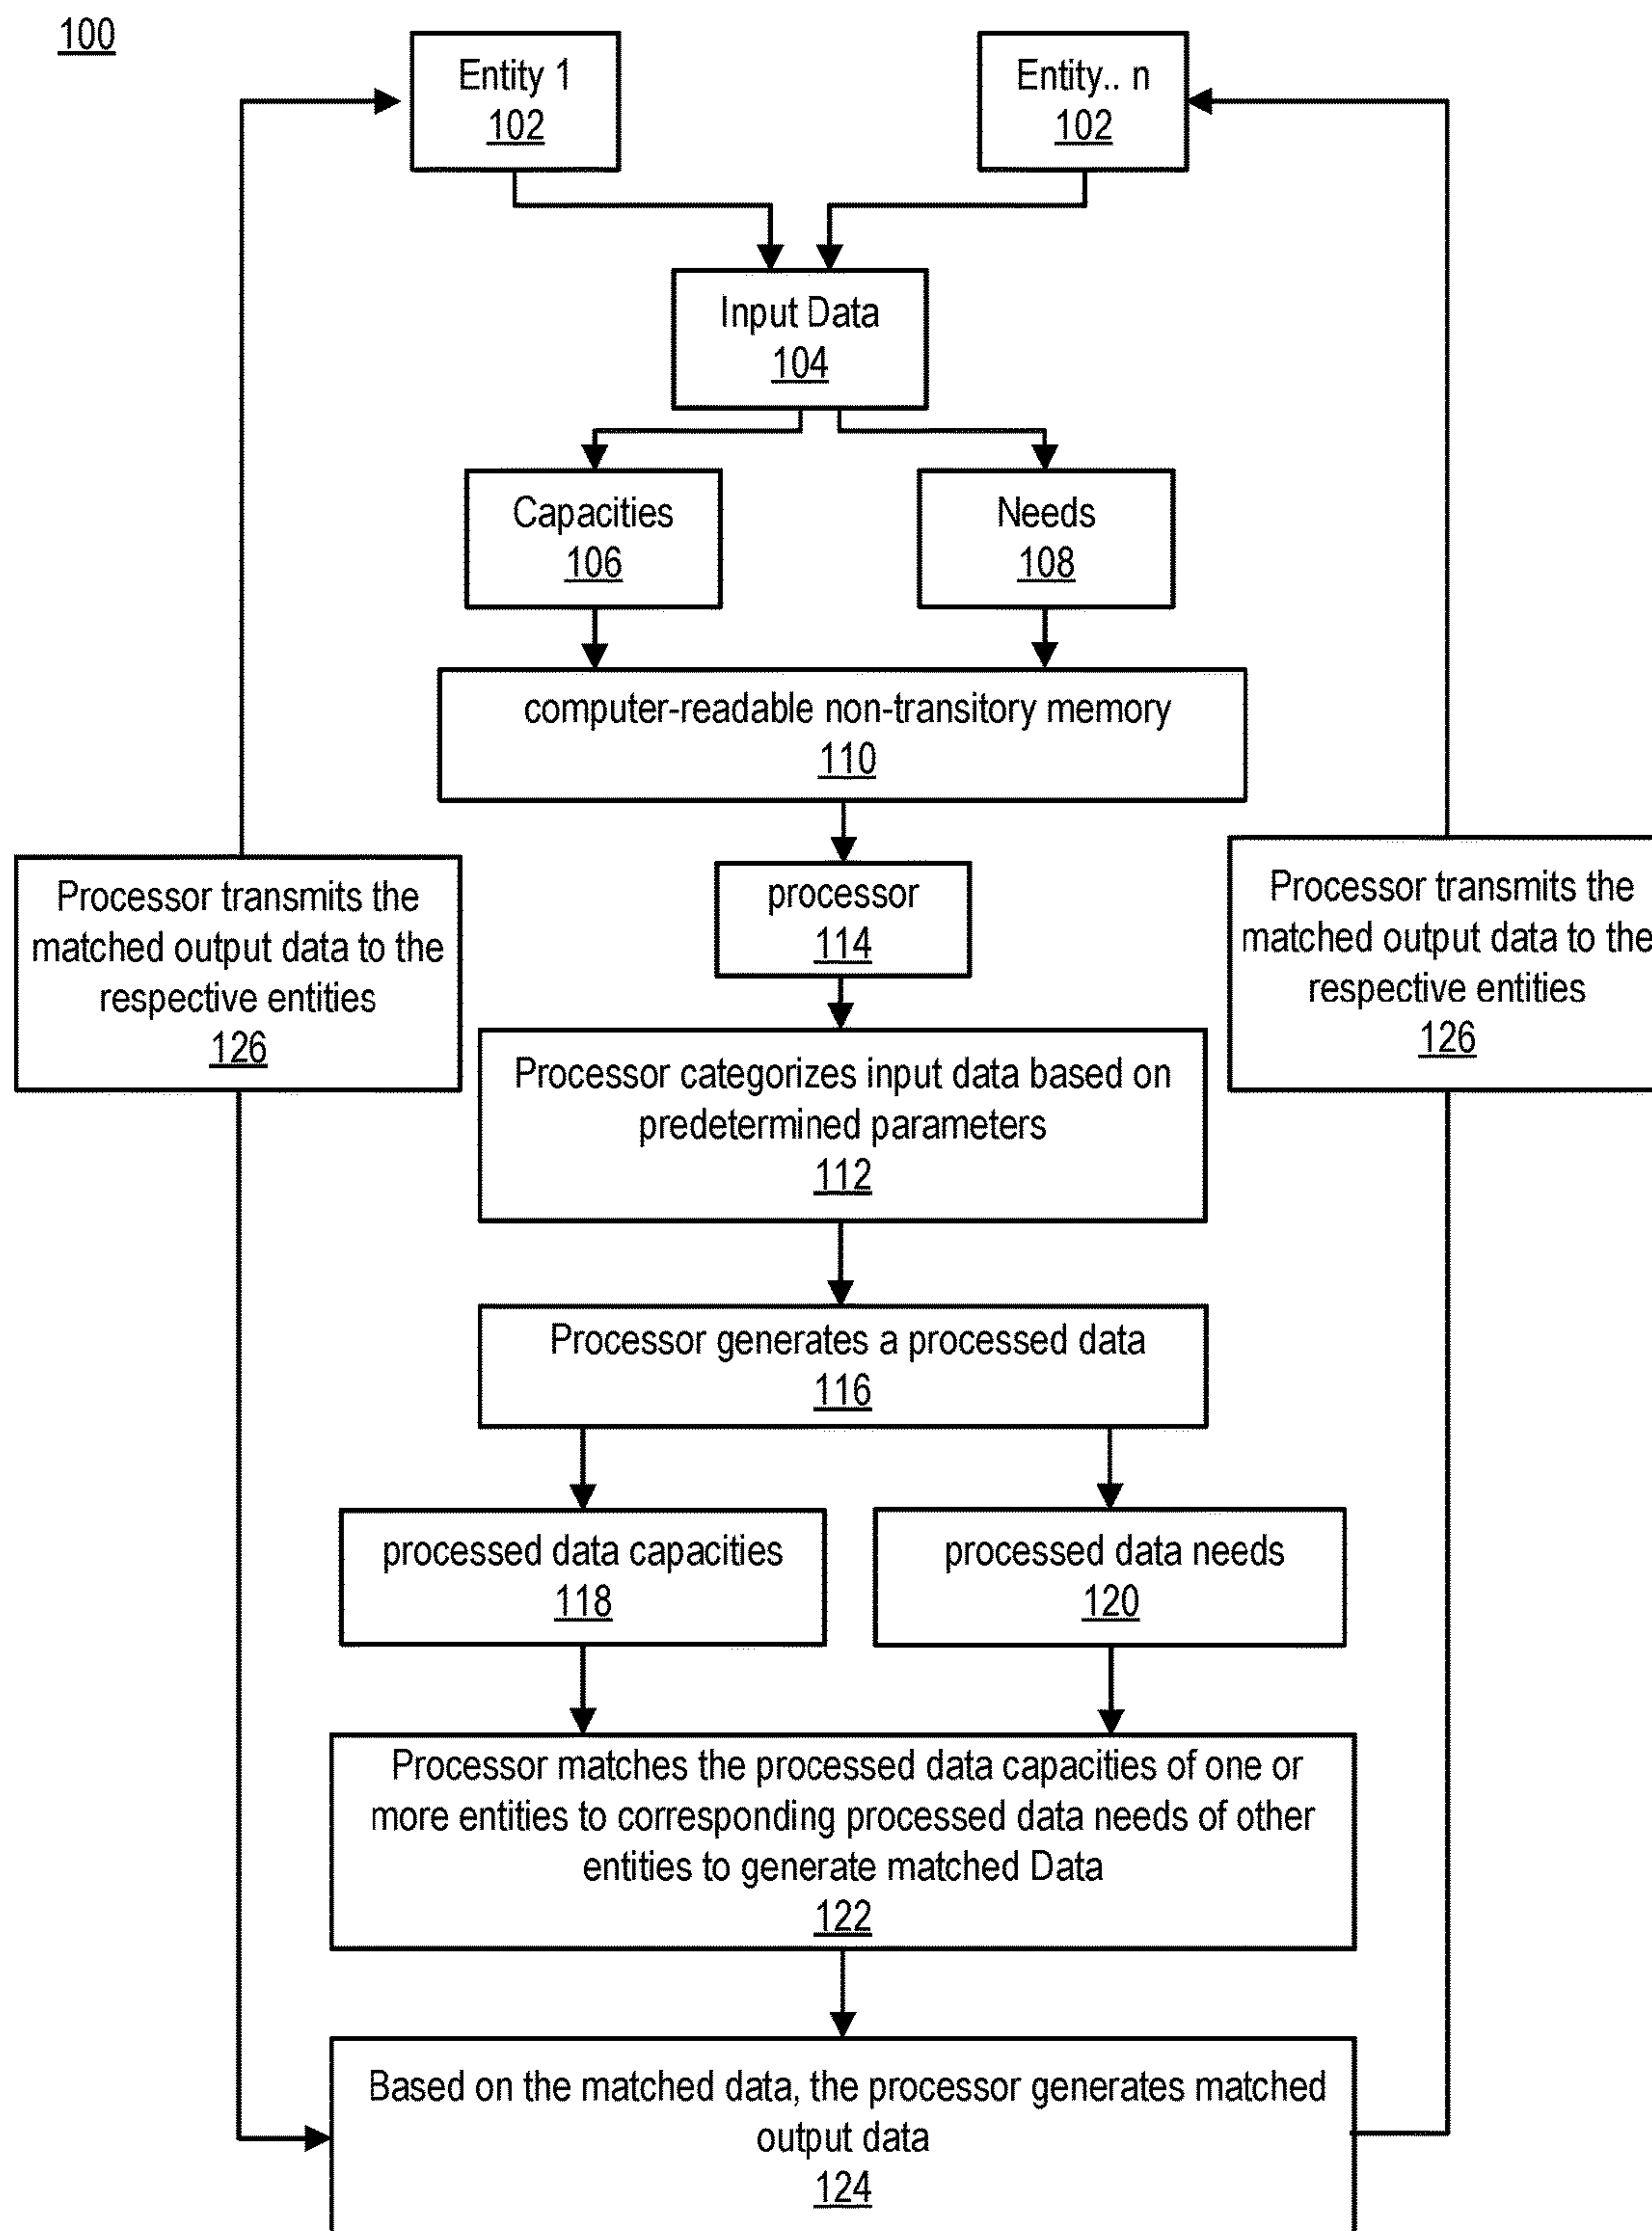 100
Entity 1
102
Entity.. n
102
Input Data
104
Capacities
106
Needs
108
computer-readable non-transitory memory
110
processor
114
Processor transmits the
matched output data to the
respective entities
126
Processor transmits the
matched output data to the
respective entities
126
Processor categorizes input data based on
predetermined parameters
112
Processor generates a processed data
116
processed data capacities
118
processed data needs
120
Processor matches the processed data capacities of one or
more entities to corresponding processed data needs of other
entities to generate matched Data
122
Based on the matched data, the processor generates matched
output data
124